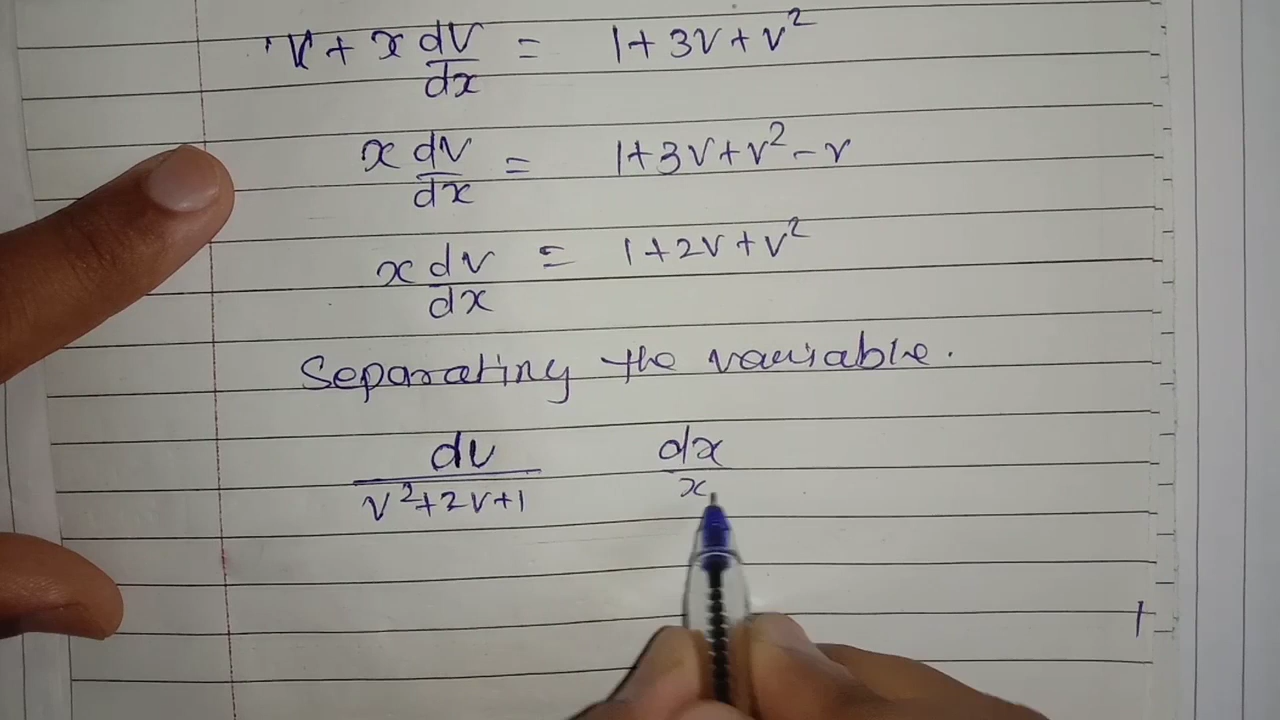 v + x dv/dx = 1+3v+v²
x dv/dx = 1+3v+v²-v
x dv/dx = 1+2v+v²
Separating the variable.
dv/v²+2v+1 dx/x